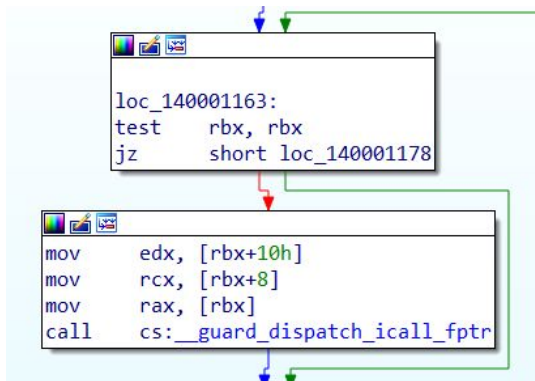 loc_140001163:
test rbx, rbx
jz short loc_140001178
mov edx, [rbx+10h]
mov rcx, [rbx+8]
mov rax, [rbx]
call cs:__guard_dispatch_icall_fptr